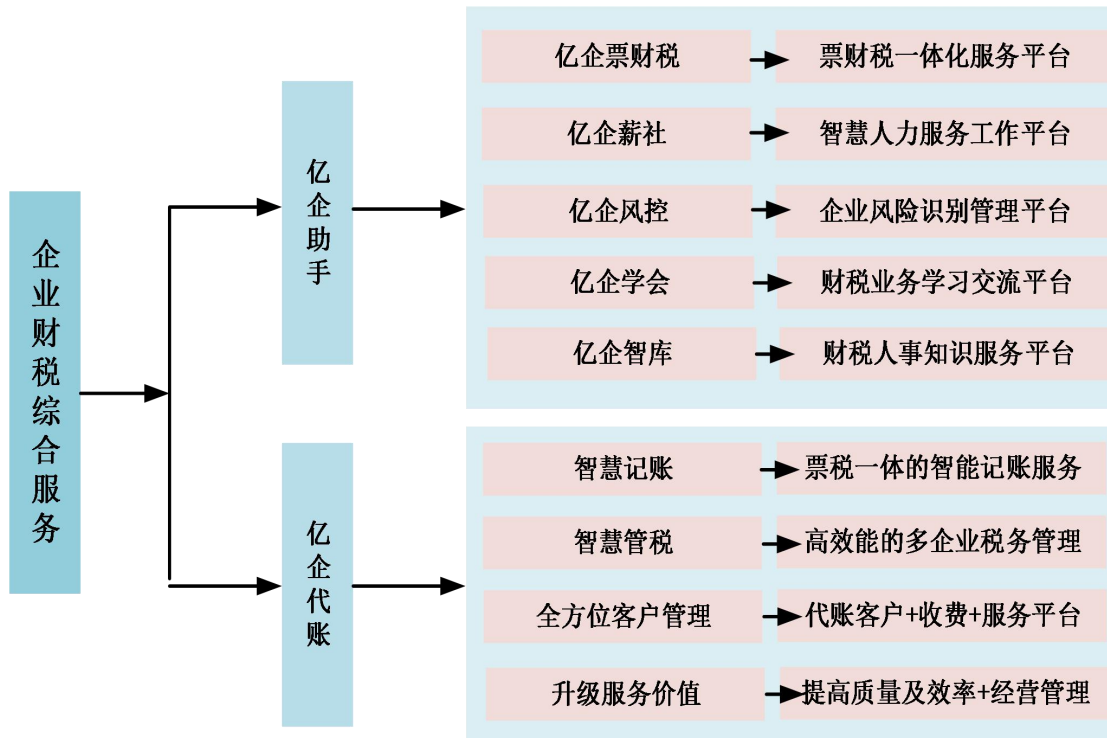 企业财税综合服务
亿企助手
亿企票财税
票财税一体化服务平台
亿企薪社
智慧人力服务工作平台
亿企风控
企业风险识别管理平台
亿企学会
财税业务学习交流平台
亿企智库
财税人事知识服务平台
亿企代账
智慧记账
票税一体的智能记账服务
智慧管税
高效能的多企业税务管理
全方位客户管理
代账客户+收费+服务平台
升级服务价值
提高质量及效率+经营管理